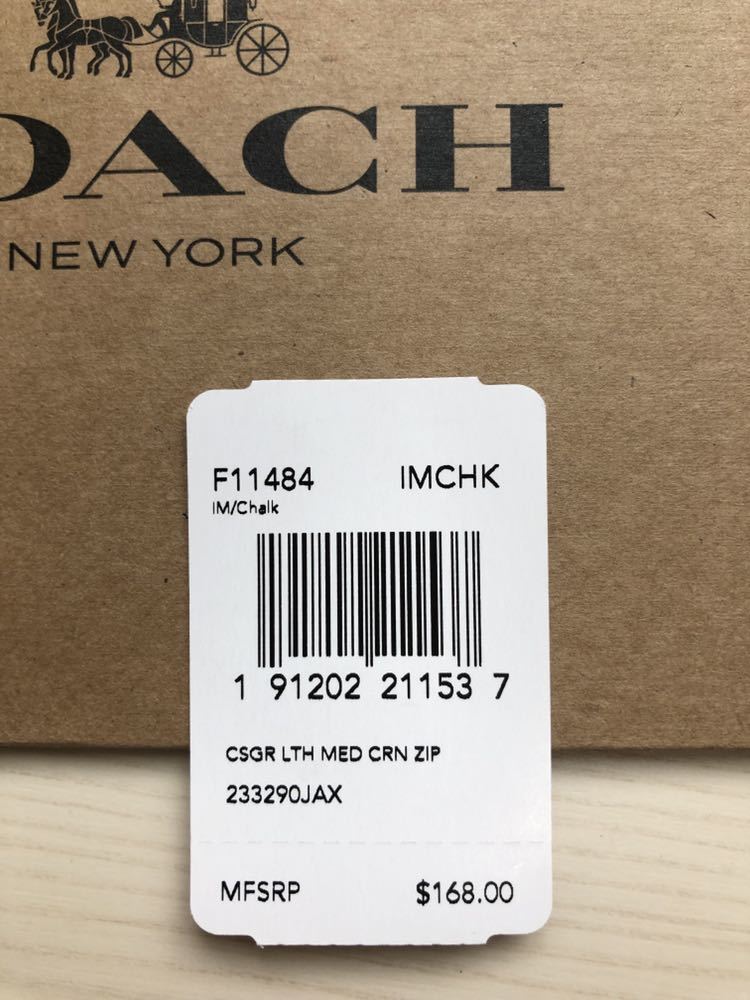 OACH
NEW YORK
F11484 IMCHK
IM/Chalk
1 91202 21153 7
CSGR LTH MED CRN ZIP
233290JAX
MFSRP $168.00